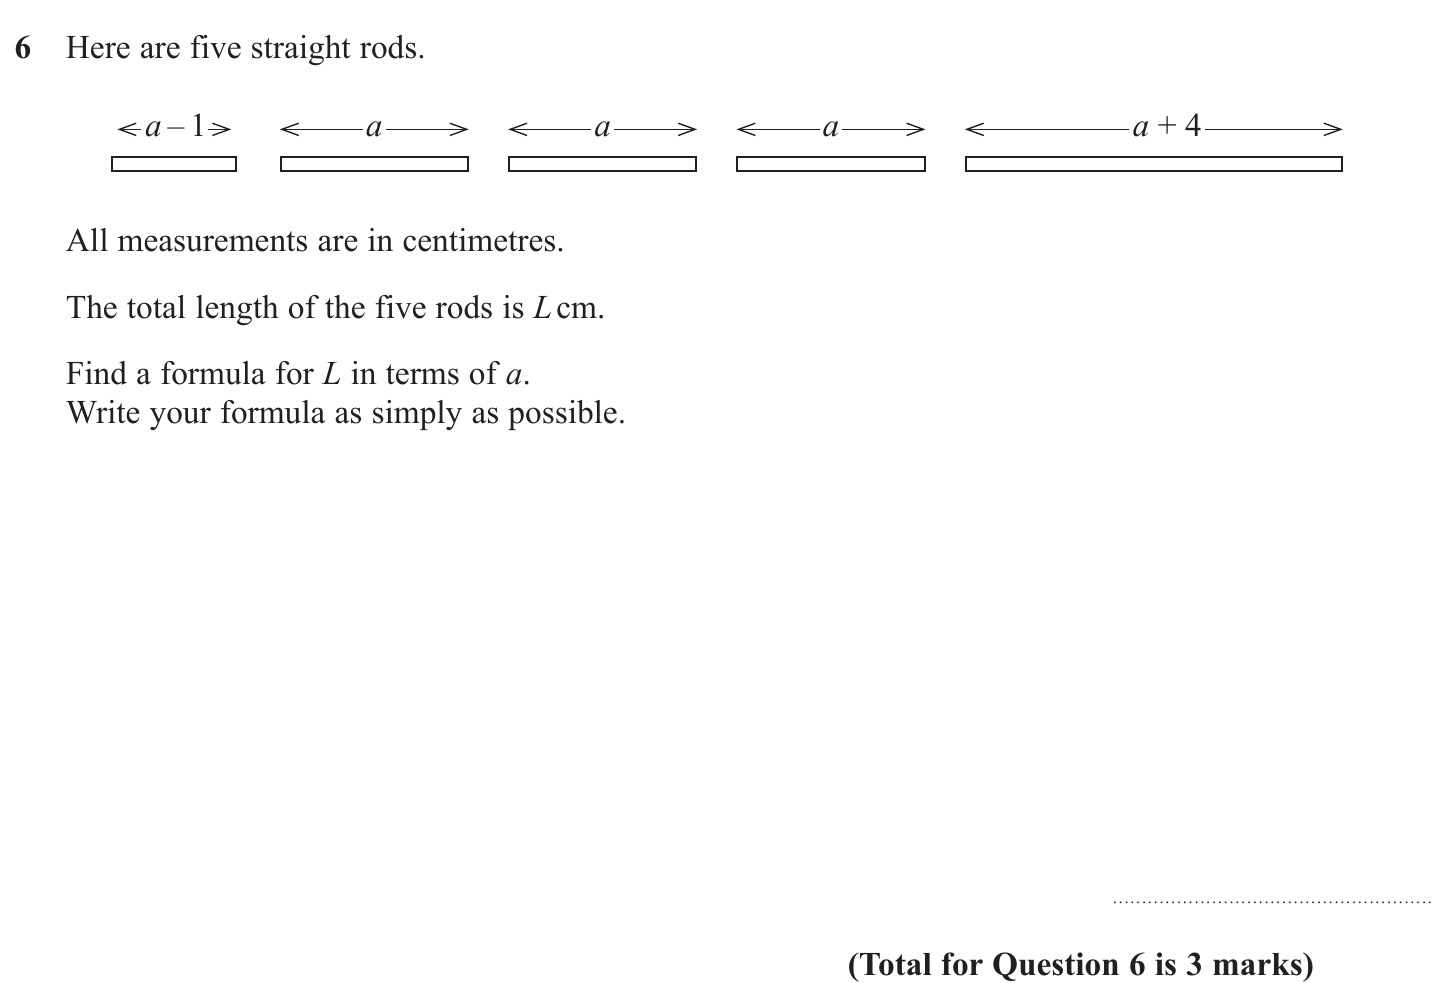 6 Here are five straight rods.
a – 1 a a a a + 4
All measurements are in centimetres.
The total length of the five rods is L cm.
Find a formula for L in terms of a.
Write your formula as simply as possible.
(Total for Question 6 is 3 marks)